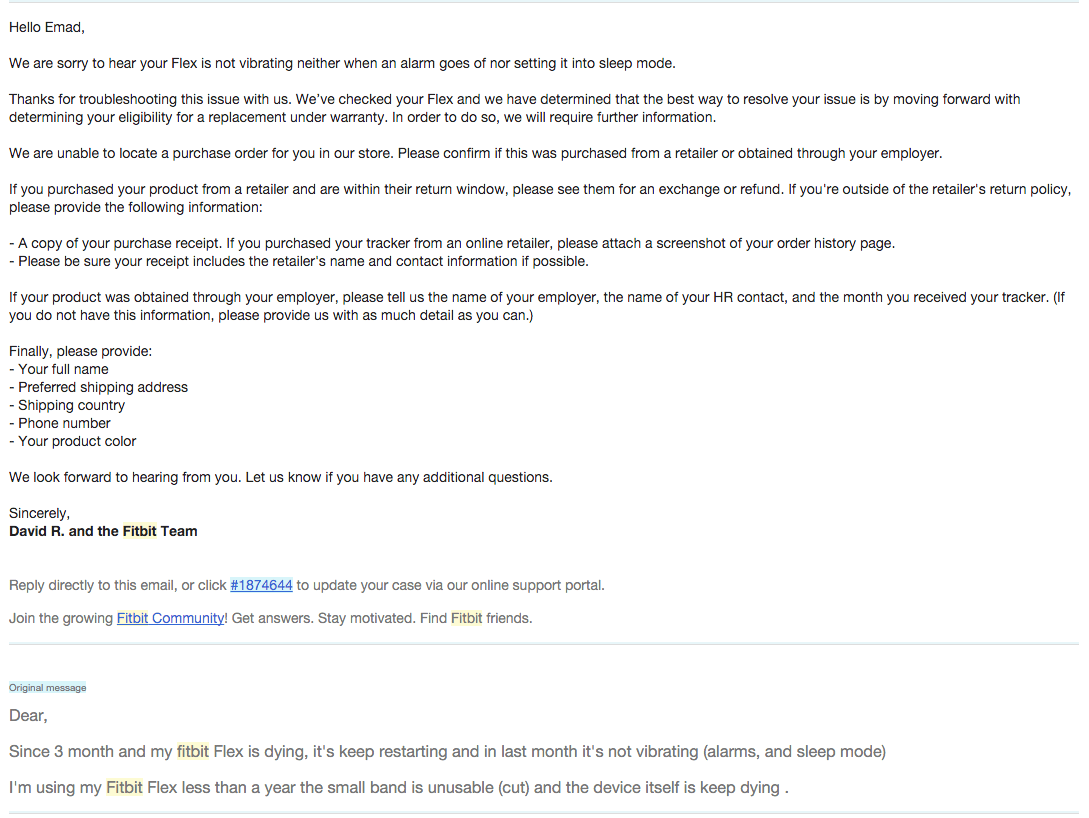 Hello Emad,
We are sorry to hear your Flex is not vibrating neither when an alarm goes of nor setting it into sleep mode.
Thanks for troubleshooting this issue with us. We've checked your Flex and we have determined that the best way to resolve your issue is by moving forward with
determining your eligibility for a replacement under warranty. In order to do so, we will require further information.
We are unable to locate a purchase order for you in our store. Please confirm if this was purchased from a retailer or obtained through your employer.
If you purchased your product from a retailer and are within their return window, please see them for an exchange or refund. If you're outside of the retailer's return policy,
please provide the following information:
- A copy of your purchase receipt. If you purchased your tracker from an online retailer, please attach a screenshot of your order history page.
- Please be sure your receipt includes the retailer's name and contact information if possible.
If your product was obtained through your employer, please tell us the name of your employer, the name of your HR contact, and the month you received your tracker. (If
you do not have this information, please provide us with as much detail as you can.)
Finally, please provide:
- Your full name
- Preferred shipping address
- Shipping country
- Phone number
- Your product color
We look forward to hearing from you. Let us know if you have any additional questions.
Sincerely,
David R. and the Fitbit Team
Reply directly to this email, or click #1874644 to update your case via our online support portal.
Join the growing Fitbit Community! Get answers. Stay motivated. Find Fitbit friends.
Original message
Dear,
Since 3 month and my fitbit Flex is dying, it's keep restarting and in last month it's not vibrating (alarms, and sleep mode)
I'm using my Fitbit Flex less than a year the small band is unusable (cut) and the device itself is keep dying .